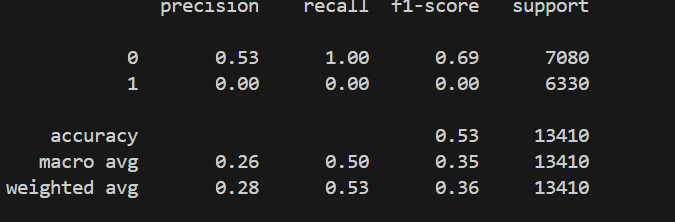 precision recall f1-score support
0 0.53 1.00 0.69 7080
1 0.00 0.00 0.00 6330
accuracy 0.53 13410
macro avg 0.26 0.50 0.35 13410
weighted avg 0.28 0.53 0.36 13410